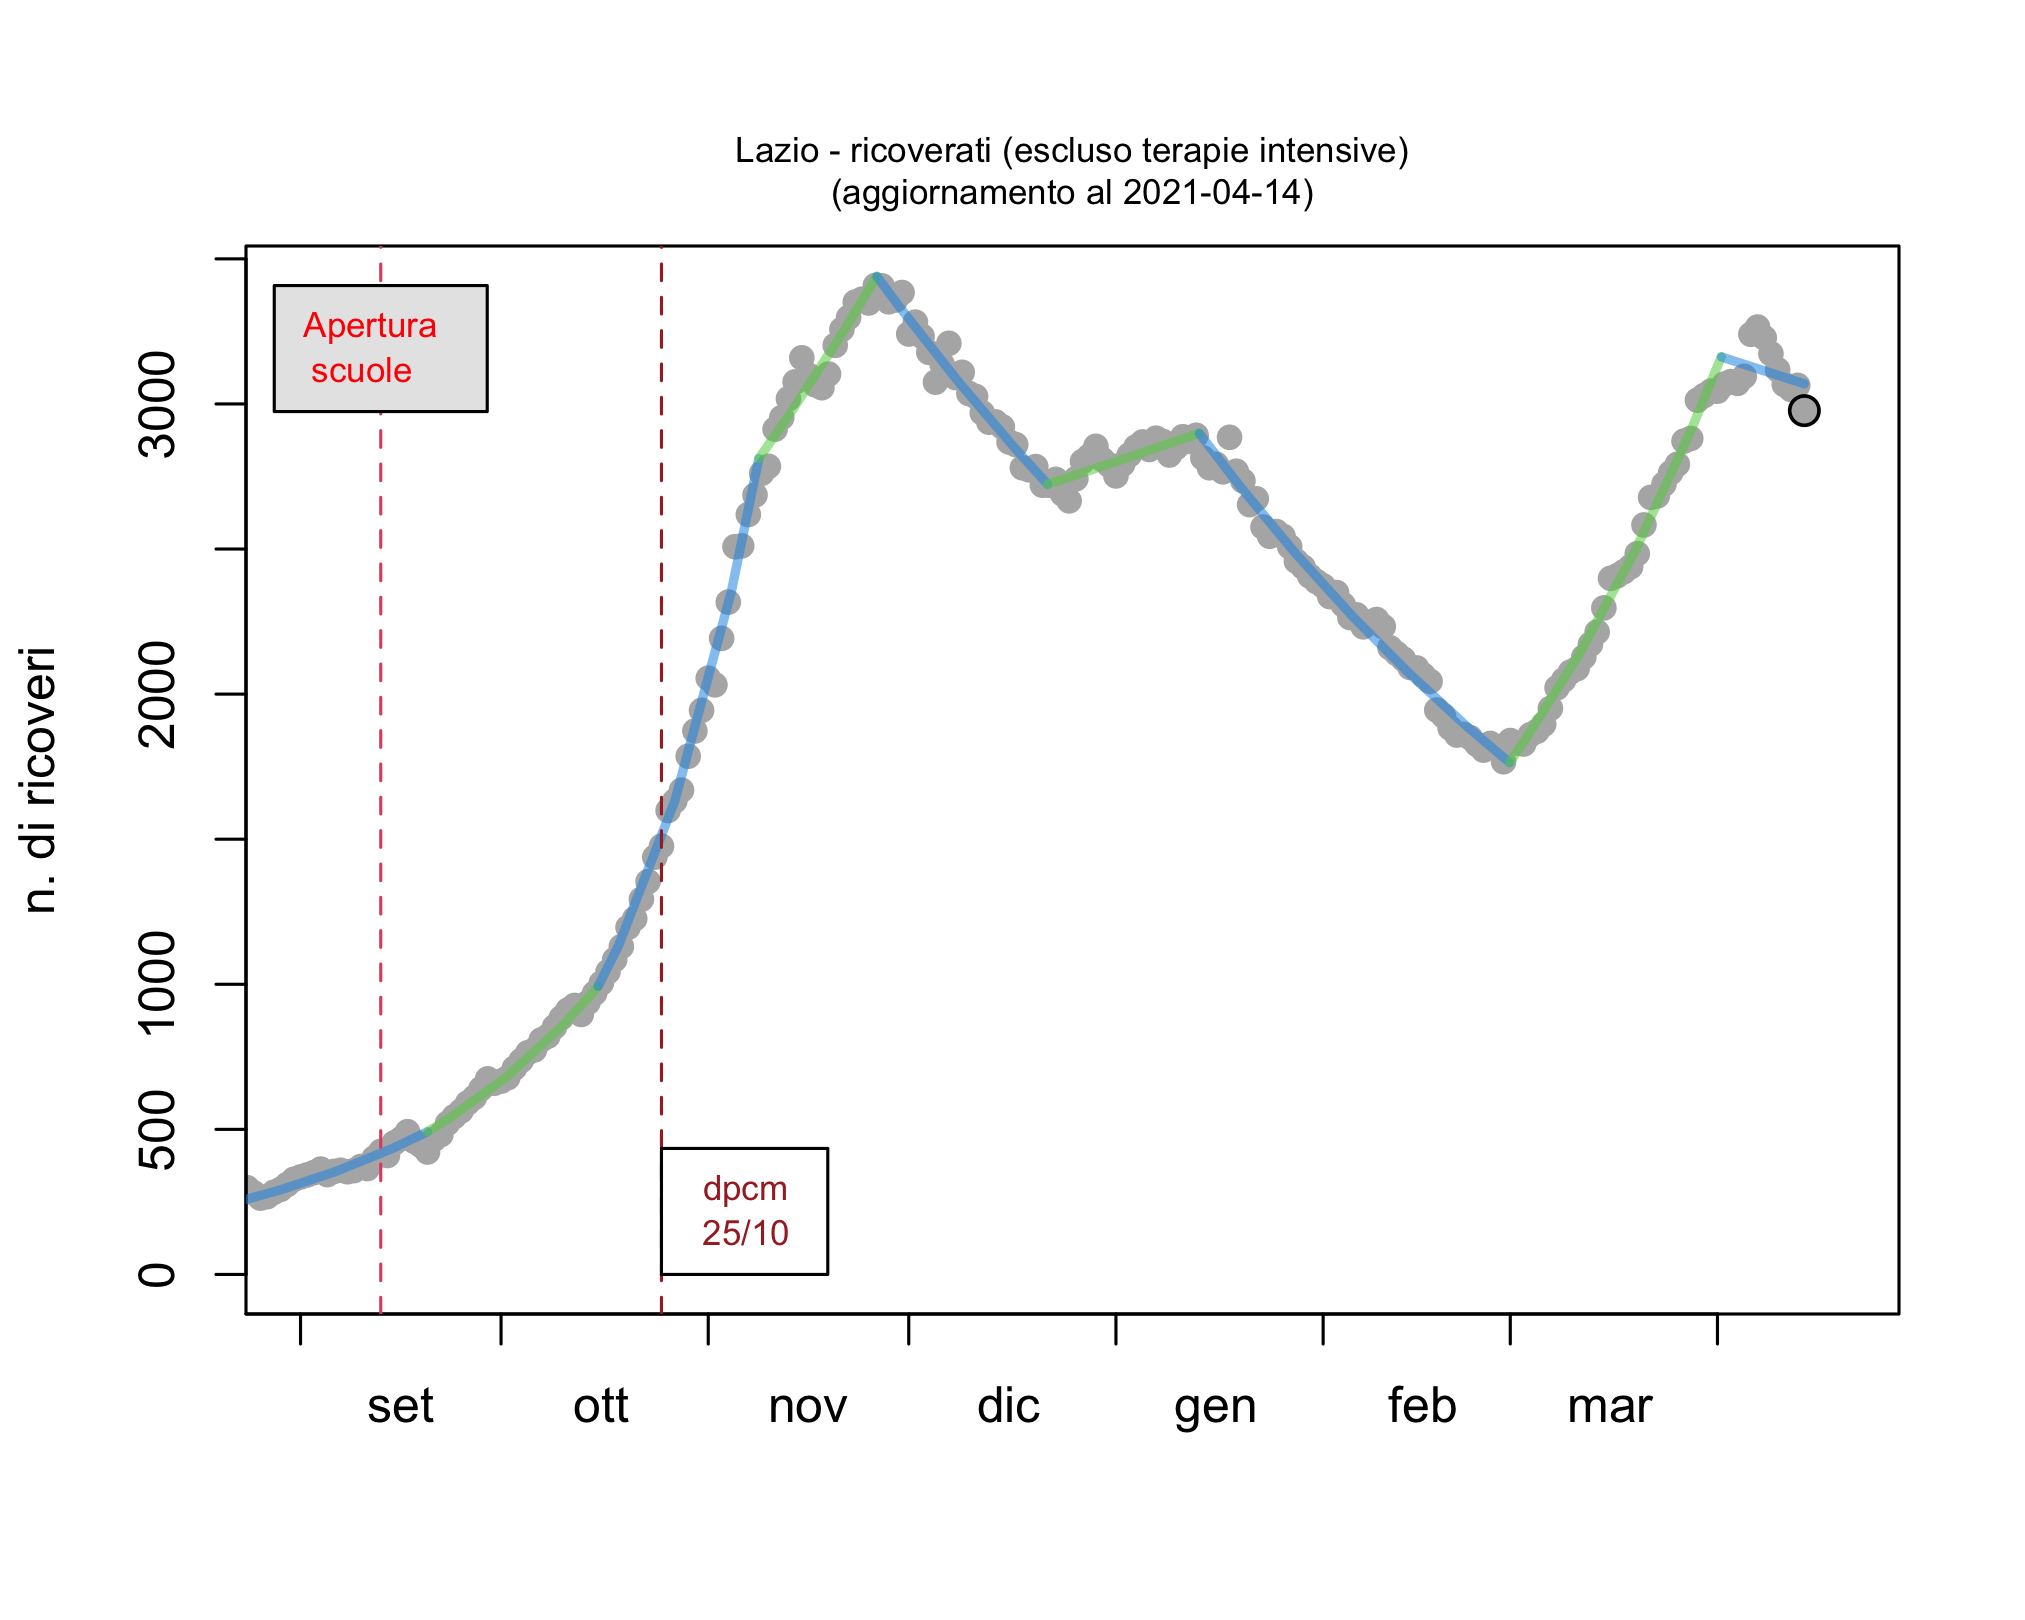 Lazio - ricoverati (escluso terapie intensive)
(aggiornamento al 2021-04-14)
Apertura
scuole
3000
2000
1000
500
0
n. di ricoveri
dpcm
25/10
set ott nov dic gen feb mar